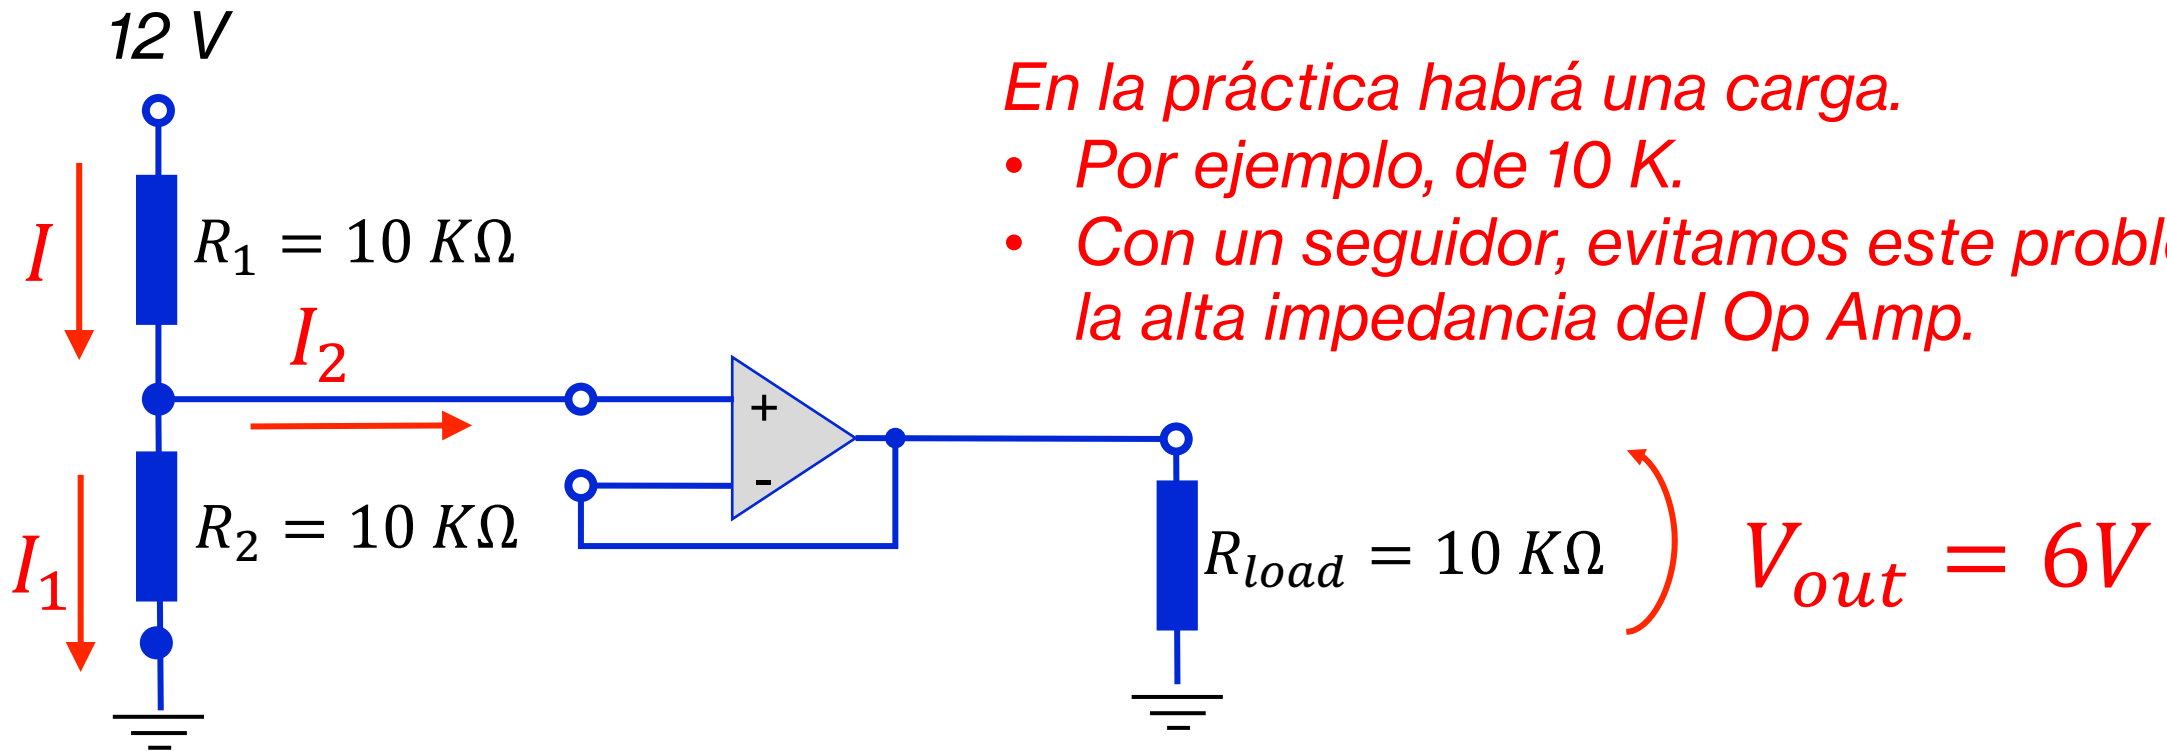 12 V
En la práctica habrá una carga.
• Por ejemplo, de 10 K.
• Con un seguidor, evitamos este
la alta impedancia del Op Amp.
I
R₁ = 10 KΩ
I₂
+
-
I₁
R₂ = 10 KΩ
R_load = 10 KΩ
V_out = 6V